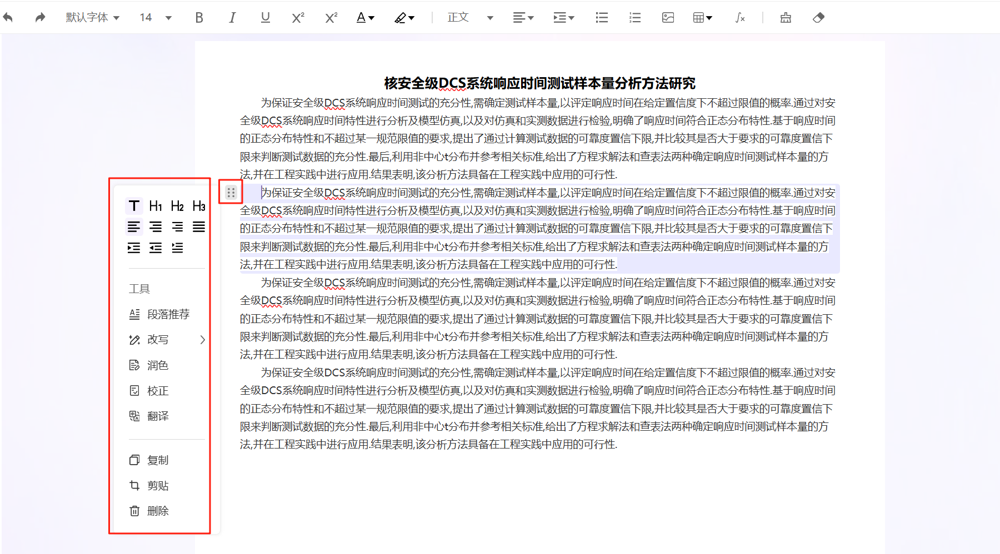 默认字体 14 B I U X² X² A 正文 fx
核安全级DCS系统响应时间测试样本量分析方法研究
为保证安全级DCS系统响应时间测试的充分性,需确定测试样本量,以评定响应时间在给定置信度下不超过限值的概率.通过对安
全级DCS系统响应时间特性进行分析及模型仿真,以及对仿真和实测数据进行检验,明确了响应时间符合正态分布特性.基于响应时间
的正态分布特性和不超过某一规范限值的要求,提出了通过计算测试数据的可靠度置信下限,并比较其是否大于要求的可靠度置信下
限来判断测试数据的充分性.最后,利用非中心t分布并参考相关标准,给出了方程求解法和查表法两种确定响应时间测试样本量的方
法,并在工程实践中进行应用.结果表明,该分析方法具备在工程实践中应用的可行性.
为保证安全级DCS系统响应时间测试的充分性,需确定测试样本量,以评定响应时间在给定置信度下不超过限值的概率.通过对安
全级DCS系统响应时间特性进行分析及模型仿真,以及对仿真和实测数据进行检验,明确了响应时间符合正态分布特性.基于响应时间
的正态分布特性和不超过某一规范限值的要求,提出了通过计算测试数据的可靠度置信下限,并比较其是否大于要求的可靠度置信下
限来判断测试数据的充分性.最后,利用非中心t分布并参考相关标准,给出了方程求解法和查表法两种确定响应时间测试样本量的方
法,并在工程实践中进行应用.结果表明,该分析方法具备在工程实践中应用的可行性.
为保证安全级DCS系统响应时间测试的充分性,需确定测试样本量,以评定响应时间在给定置信度下不超过限值的概率.通过对安
全级DCS系统响应时间特性进行分析及模型仿真,以及对仿真和实测数据进行检验,明确了响应时间符合正态分布特性.基于响应时间
的正态分布特性和不超过某一规范限值的要求,提出了通过计算测试数据的可靠度置信下限,并比较其是否大于要求的可靠度置信下
限来判断测试数据的充分性.最后,利用非中心t分布并参考相关标准,给出了方程求解法和查表法两种确定响应时间测试样本量的方
法,并在工程实践中进行应用.结果表明,该分析方法具备在工程实践中应用的可行性.
为保证安全级DCS系统响应时间测试的充分性,需确定测试样本量,以评定响应时间在给定置信度下不超过限值的概率.通过对安
全级DCS系统响应时间特性进行分析及模型仿真,以及对仿真和实测数据进行检验,明确了响应时间符合正态分布特性.基于响应时间
的正态分布特性和不超过某一规范限值的要求,提出了通过计算测试数据的可靠度置信下限,并比较其是否大于要求的可靠度置信下
限来判断测试数据的充分性.最后,利用非中心t分布并参考相关标准,给出了方程求解法和查表法两种确定响应时间测试样本量的方
法,并在工程实践中进行应用.结果表明,该分析方法具备在工程实践中应用的可行性.
T H1 H2 H3
工具
段落推荐
改写
润色
校正
翻译
复制
剪贴
删除